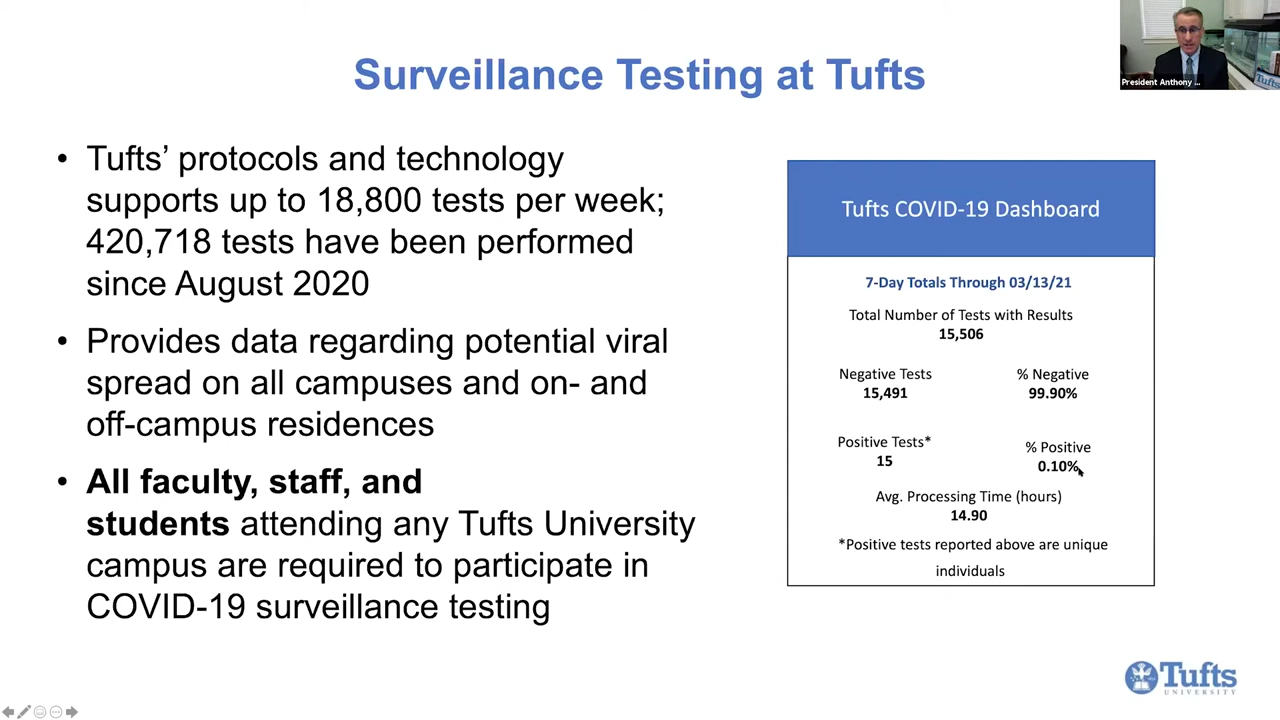 Surveillance Testing at Tufts
President Anthony ...
Tufts
• Tufts’ protocols and technology
supports up to 18,800 tests per week;
420,718 tests have been performed
since August 2020
• Provides data regarding potential viral
spread on all campuses and on- and
off-campus residences
• All faculty, staff, and
students attending any Tufts University
campus are required to participate in
COVID-19 surveillance testing
Tufts COVID-19 Dashboard
7-Day Totals Through 03/13/21
Total Number of Tests with Results
15,506
Negative Tests
15,491
% Negative
99.90%
Positive Tests*
15
% Positive
0.10%
Avg. Processing Time (hours)
14.90
*Positive tests reported above are unique
individuals
Tufts
UNIVERSITY